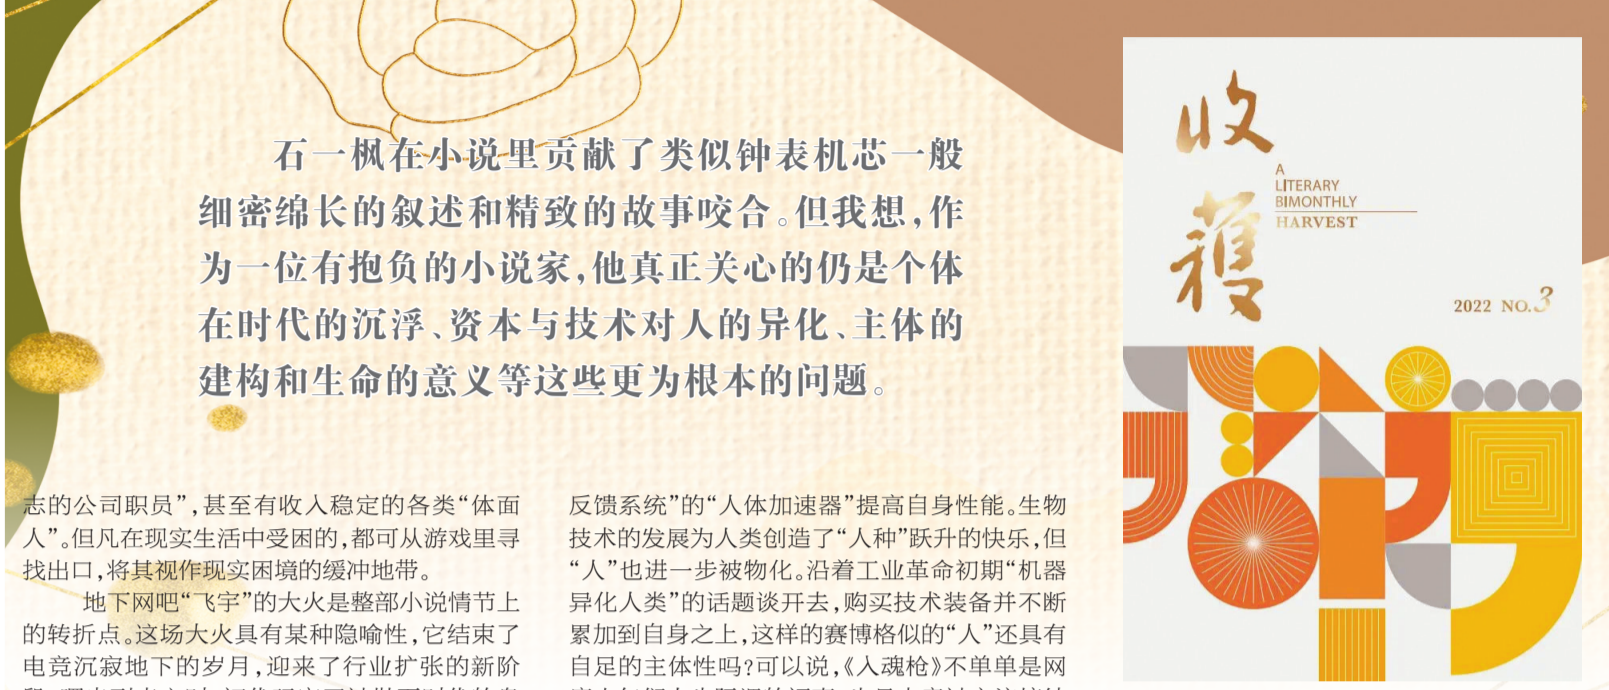 石一枫在小说里贡献了类似钟表机芯一般
细密绵长的叙述和精致的故事咬合。但我想,作
为一位有抱负的小说家,他真正关心的仍是个体
在时代的沉浮、资本与技术对人的异化、主体的
建构和生命的意义等这些更为根本的问题。
志的公司职员”,甚至有收入稳定的各类“体面
人”。但凡在现实生活中受困的,都可从游戏里寻
找出口,将其视作现实困境的缓冲地带。
地下网吧“飞宇”的大火是整部小说情节上
的转折点。这场大火具有某种隐喻性,它结束了
电竞沉寂地下的岁月,迎来了行业扩张的新阶
反馈系统”的“人体加速器”提高自身性能。生物
技术的发展为人类创造了“人种”跃升的快乐,但
“人”也进一步被物化。沿着工业革命初期“机器
异化人类”的话题谈开去,购买技术装备并不断
累加到自身之上,这样的赛博格似的“人”还具有
自足的主体性吗?可以说,《入魂枪》不单单是网
收
穫
A
LITERARY
BIMONTHLY
HARVEST
2022 NO.3